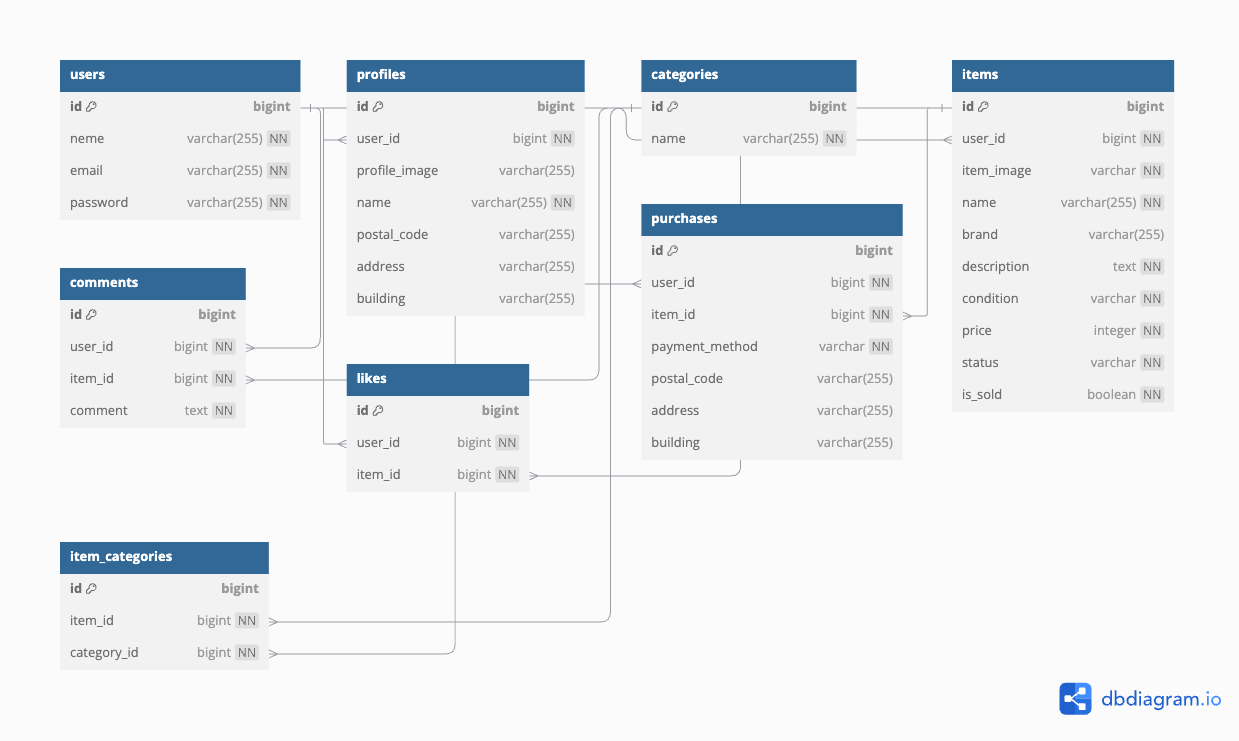 users
id bigint
neme varchar(255) NN
email varchar(255) NN
password varchar(255) NN
profiles
id bigint
user_id bigint NN
profile_image varchar(255)
name varchar(255) NN
postal_code varchar(255)
address varchar(255)
building varchar(255)
categories
id bigint
name varchar(255) NN
items
id bigint
user_id bigint NN
item_image varchar NN
name varchar(255) NN
brand varchar(255)
description text NN
condition varchar NN
price integer NN
status varchar NN
is_sold boolean NN
purchases
id bigint
user_id bigint NN
item_id bigint NN
payment_method varchar NN
postal_code varchar(255)
address varchar(255)
building varchar(255)
comments
id bigint
user_id bigint NN
item_id bigint NN
comment text NN
likes
id bigint
user_id bigint NN
item_id bigint NN
item_categories
id bigint
item_id bigint NN
category_id bigint NN
dbdiagram.io